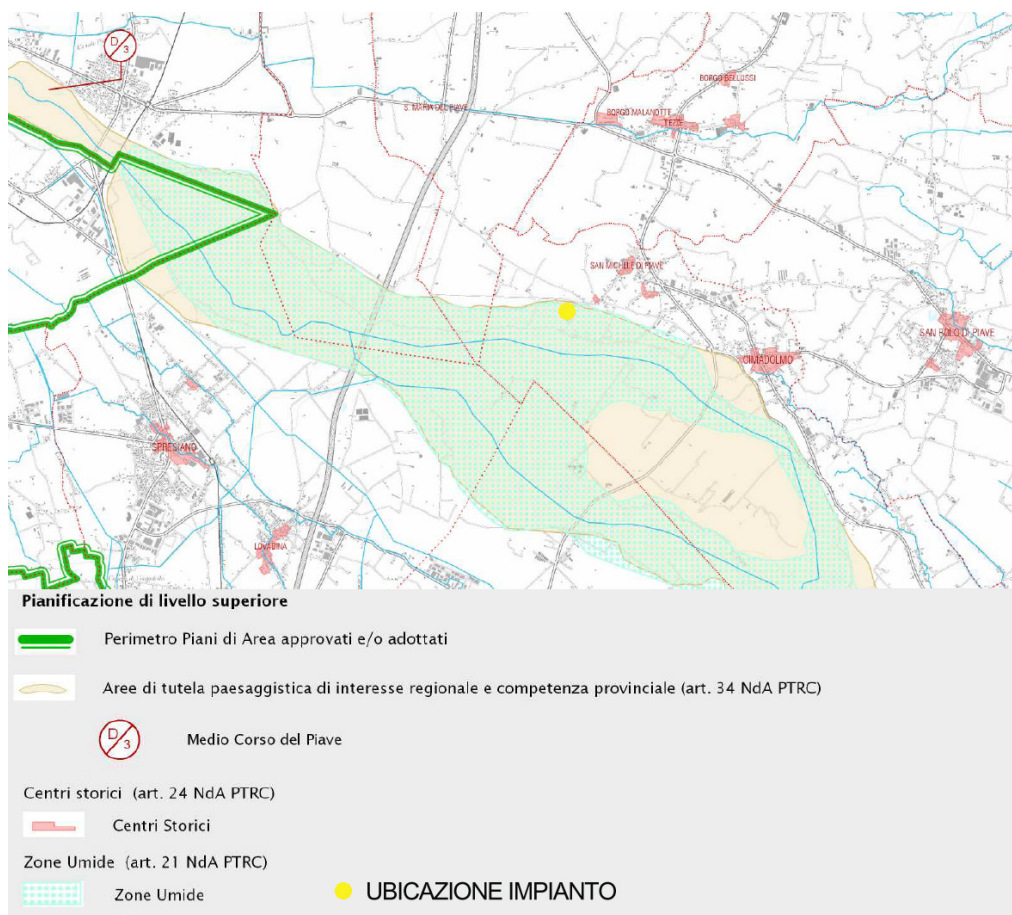 D/3
BORGO BELLUSSI
S. MARIA DEL PIAVE
BORGO MALANOTTE
TEZZE
SAN MICHELE DI PIAVE
SAN POLO DI PIAVE
CIMADOLMO
SPRESIANO
LOVADINA
Pianificazione di livello superiore
Perimetro Piani di Area approvati e/o adottati
Aree di tutela paesaggistica di interesse regionale e competenza provinciale (art. 34 NdA PTRC)
D/3
Medio Corso del Piave
Centri storici (art. 24 NdA PTRC)
Centri Storici
Zone Umide (art. 21 NdA PTRC)
Zone Umide
UBICAZIONE IMPIANTO